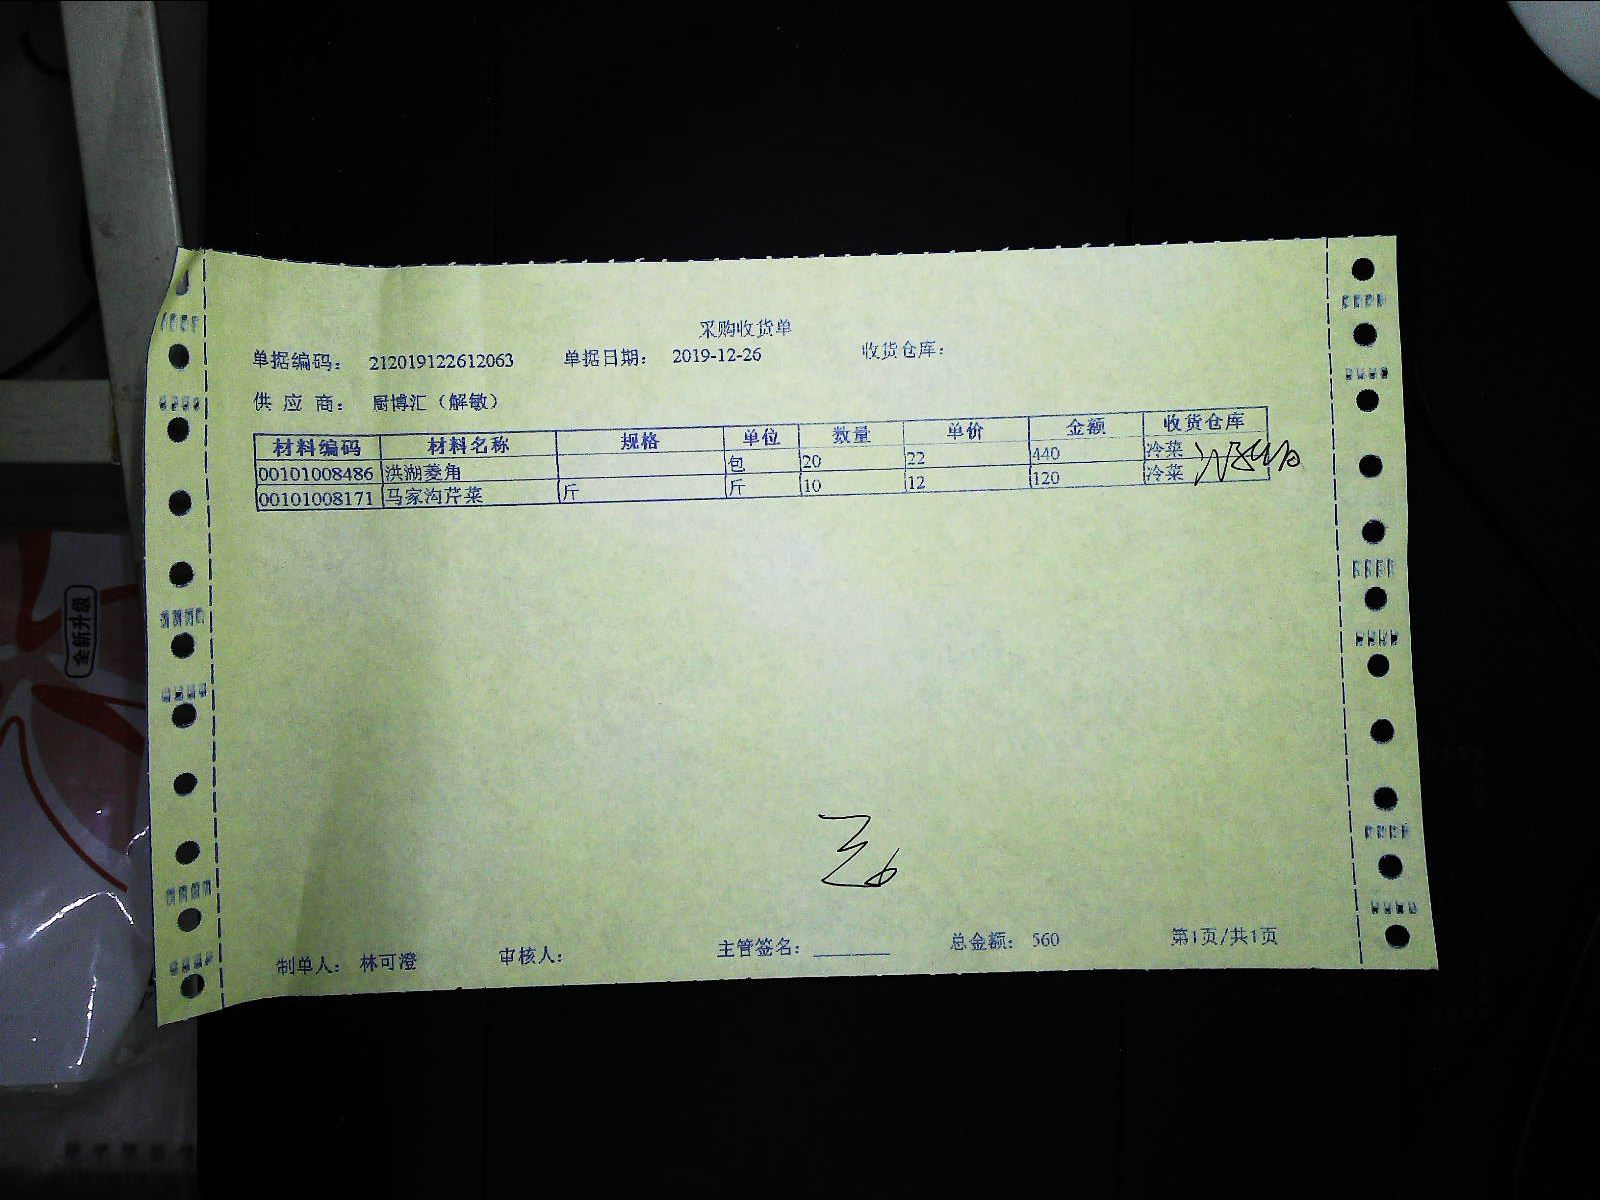 采购收货单
单据编码： 212019122612063 单据日期： 2019-12-26 收货仓库：
供 应 商： 厨博汇（解敏）
材料编码 材料名称 规格 单位 数量 单价 金额 收货仓库
00101008486 洪湖菱角 包 20 22 440 冷菜
00101008171 马家沟芹菜 斤 斤 10 12 120 冷菜
制单人： 林可澄 审核人： 主管签名： 总金额： 560 第1页/共1页
全新升级